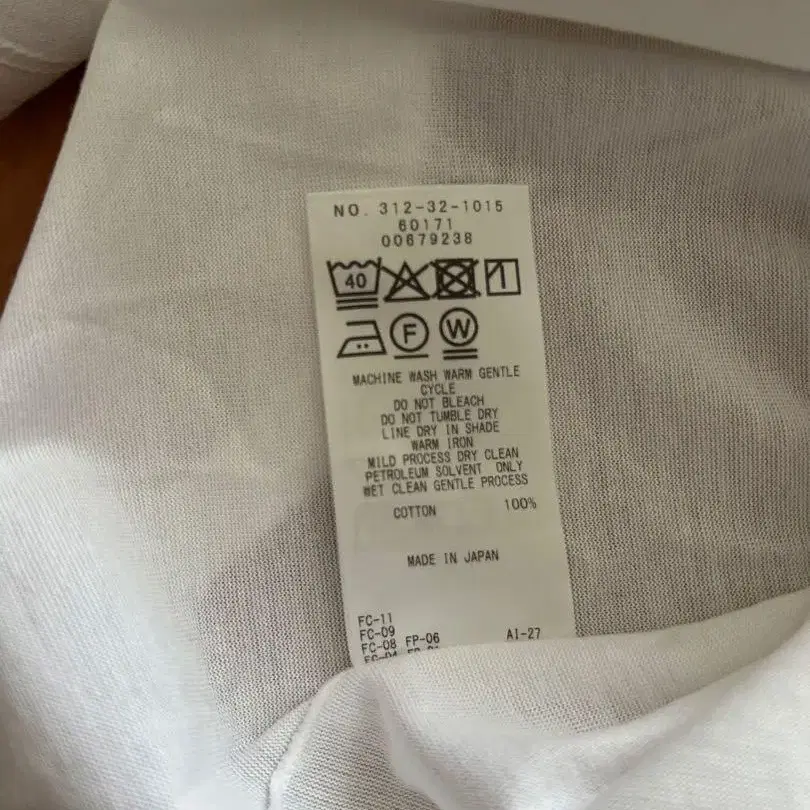 NO. 312-32-1015
60171
00679238
40
F W
MACHINE WASH WARM GENTLE
CYCLE
DO NOT BLEACH
DO NOT TUMBLE DRY
LINE DRY IN SHADE
WARM IRON
MILD PROCESS DRY CLEAN
PETROLEUM SOLVENT ONLY
WET CLEAN GENTLE PROCESS
COTTON 100%
MADE IN JAPAN
FC-11
FC-09
FC-08 FP-06 AI-27